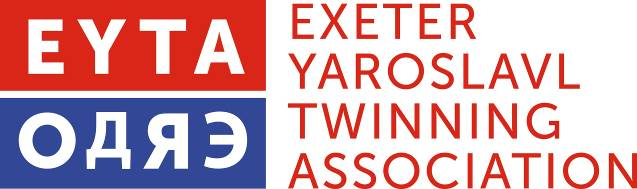 EYTA
ОДЯЭ
EXETER
YAROSLAVL
TWINNING
ASSOCIATION